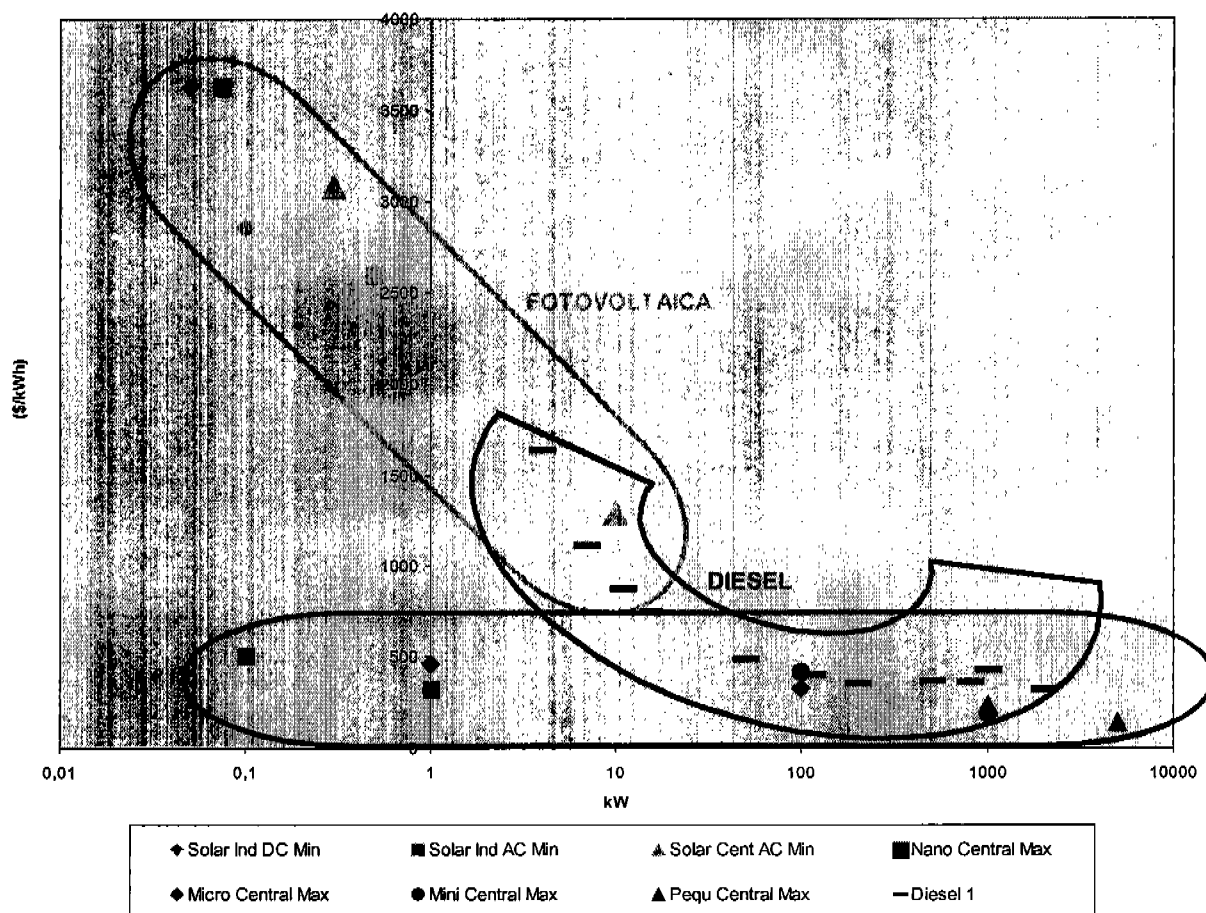 4000
3500
3000
2500
FOTOVOLTAICA
2000
($/kWh)
1500
1000
DIESEL
500
0,01 0,1 1 10 100 1000 10000
kW
Solar Ind DC Min Solar Ind AC Min Solar Cent AC Min Nano Central Max
Micro Central Max Mini Central Max Pequ Central Max Diesel 1